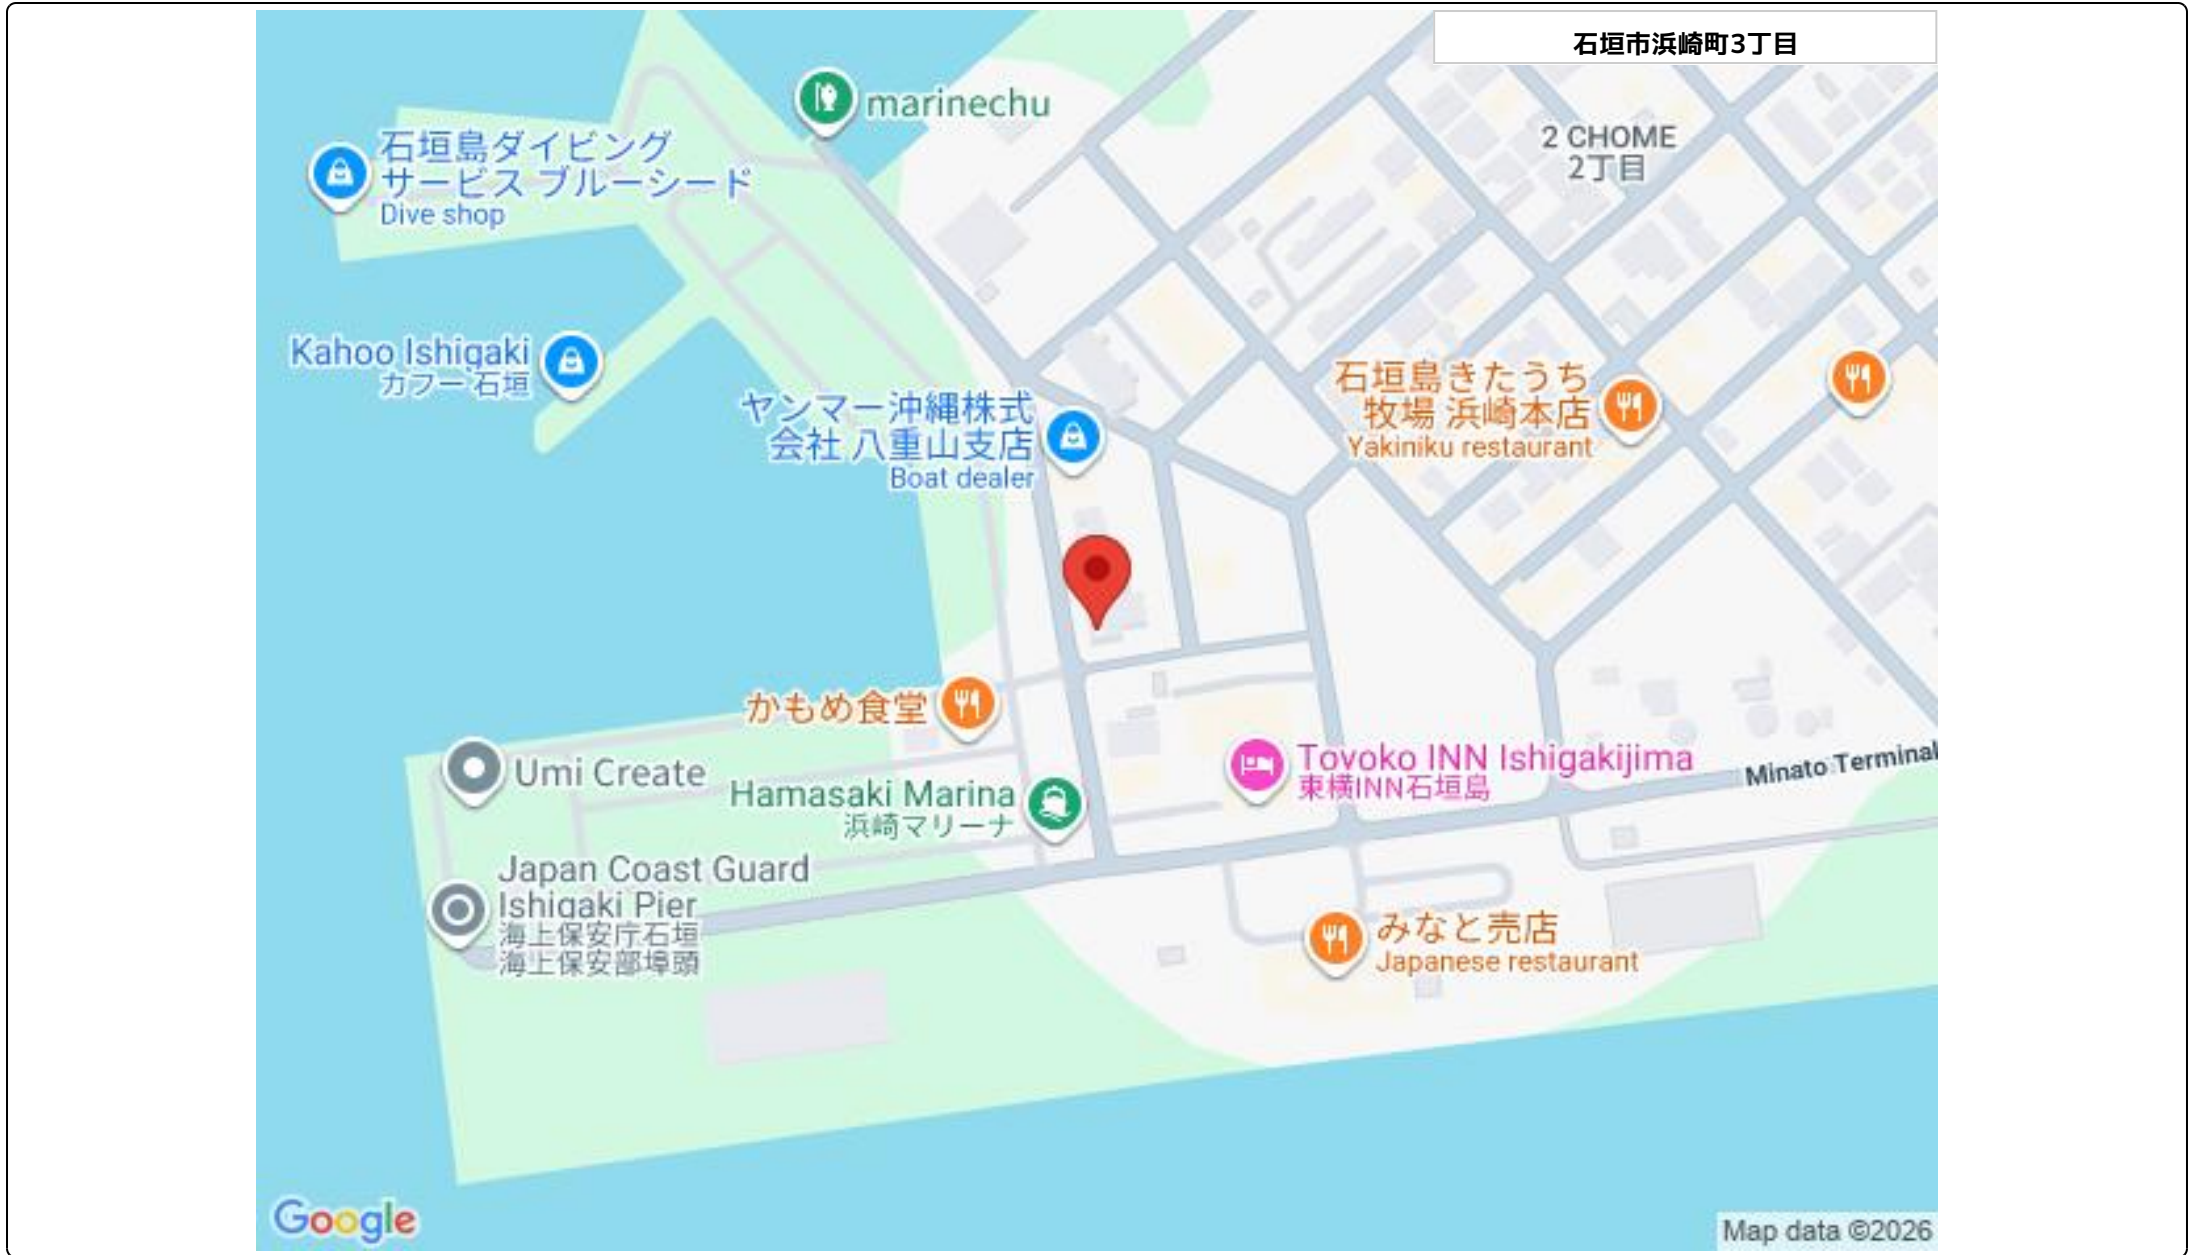 石垣市浜崎町3丁目
marinechu
2 CHOME
2丁目
石垣島ダイビング
サービス ブルーシード
Dive shop
Kahoo Ishigaki
カフー 石垣
石垣島きたうち
牧場 浜崎本店
Yakiniku restaurant
ヤンマー沖縄株式
会社 八重山支店
Boat dealer
かもめ食堂
Umi Create
Hamasaki Marina
浜崎マリーナ
Toyoko INN Ishigakijima
東横INN石垣島
Minato Terminal
Japan Coast Guard
Ishigaki Pier
海上保安庁石垣
海上保安部埠頭
みなと売店
Japanese restaurant
Google
Map data ©2026